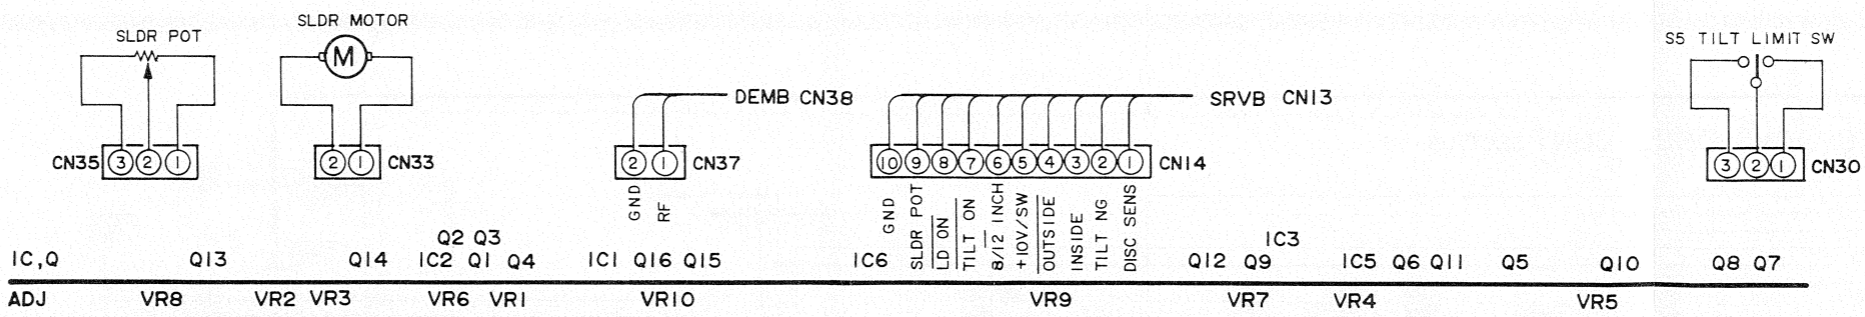 SLDR MOTOR
SLDR POT
M
S5 TILT LIMIT SW
DEMB CN38
SRVB CN13
CN35 3 2 1
2 1 CN33
2 1 CN37
10 9 8 7 6 5 4 3 2 1 CN14
3 2 1 CN30
GND
RF
GND
SLDR POT
LD ON
TILT ON
8/12 INCH
+10V/SW
OUTSIDE
INSIDE
TILT NG
DISC SENS
Q2 Q3
IC3
IC,Q Q13 Q14 IC2 Q1 Q4 IC1 Q16 Q15 IC6 Q12 Q9 IC5 Q6 Q11 Q5 Q10 Q8 Q7
ADJ VR8 VR2 VR3 VR6 VR1 VR10 VR9 VR7 VR4 VR5